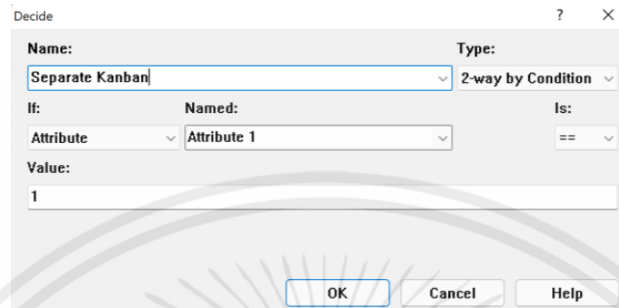 Decide ? ×
Name: Type:
Separate Kanban 2-way by Condition
If: Named: Is:
Attribute Attribute 1 ==
Value:
1
OK Cancel Help